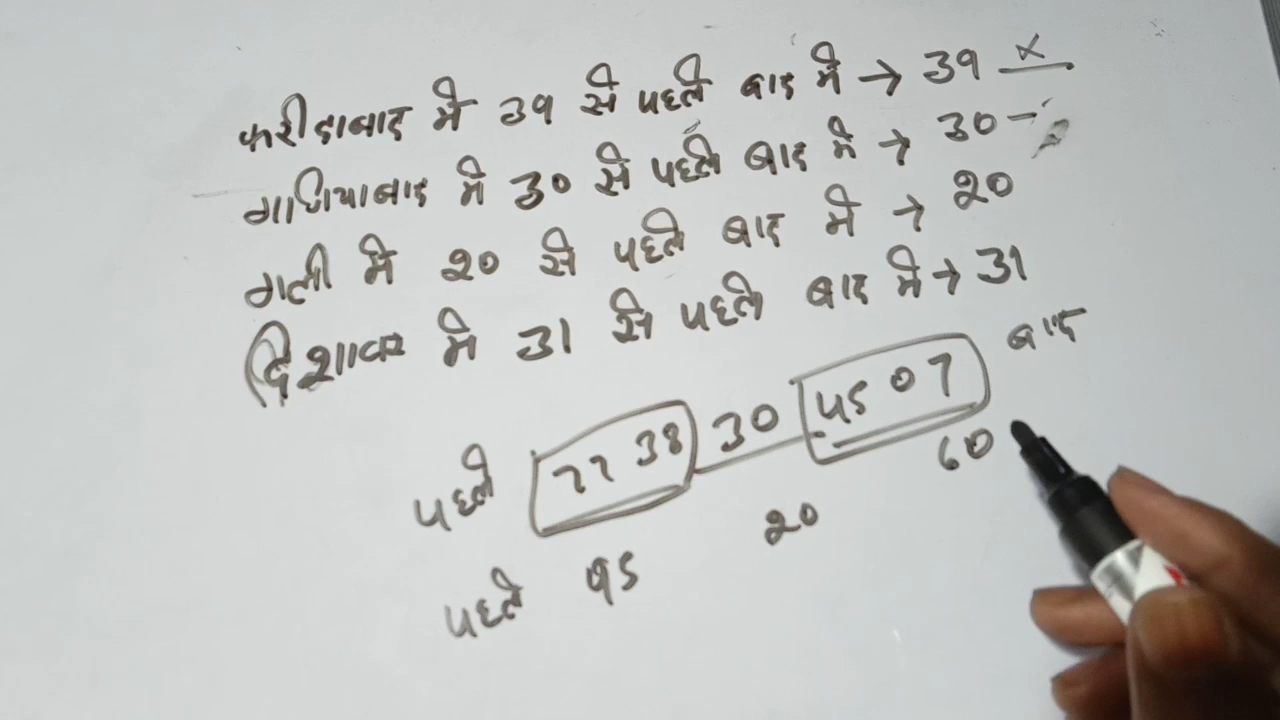 फरीदाबाद में 39 से पहले बाद में → 39 ×
गाजियाबाद में 30 से पहले बाद में → 30 -
गली में 20 से पहले बाद में → 20
दिशावर में 31 से पहले बाद में → 31
पहले 77 38 30 45 07 बाद
पहले 95 20 60